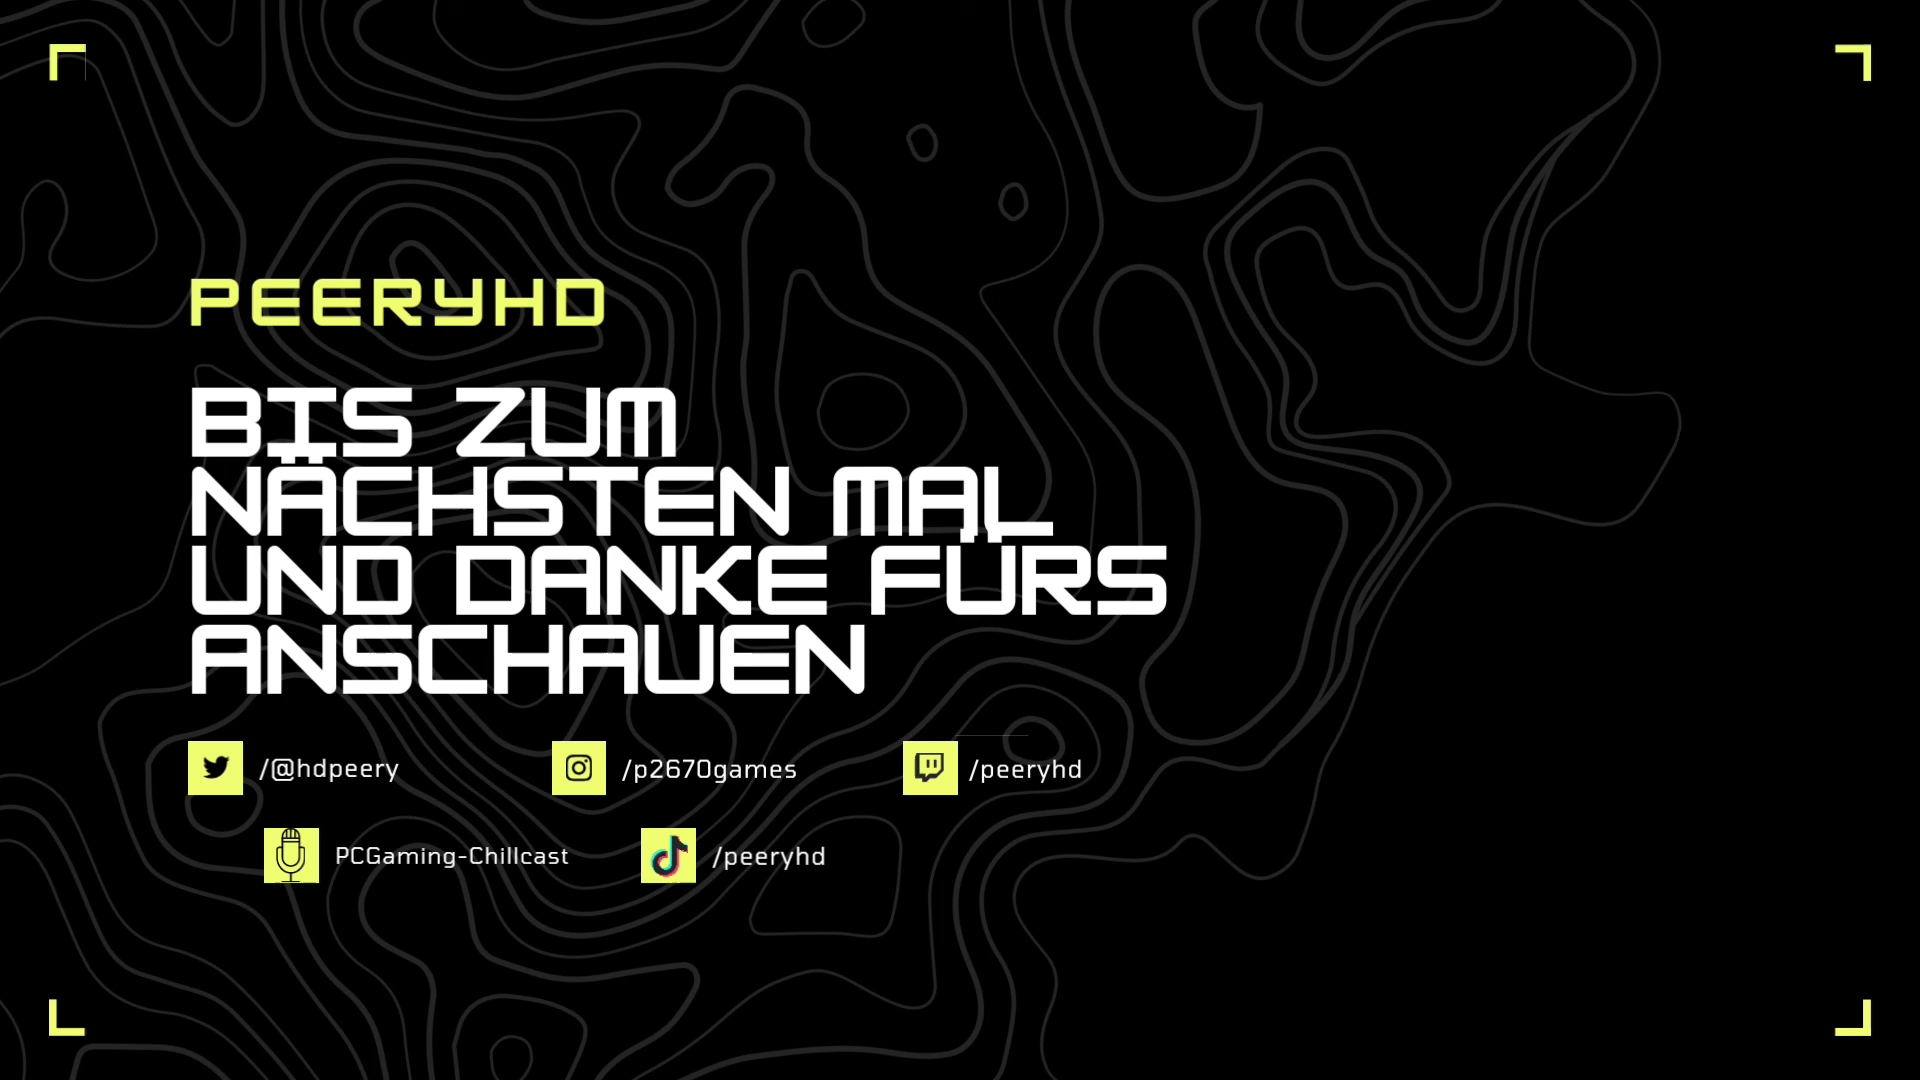 PEERYHD
BIS ZUM
NÄCHSTEN MAL
UND DANKE FÜRS
ANSCHAUEN
/@hdpeery /p2670games /peeryhd
PCGaming-Chillcast /peeryhd